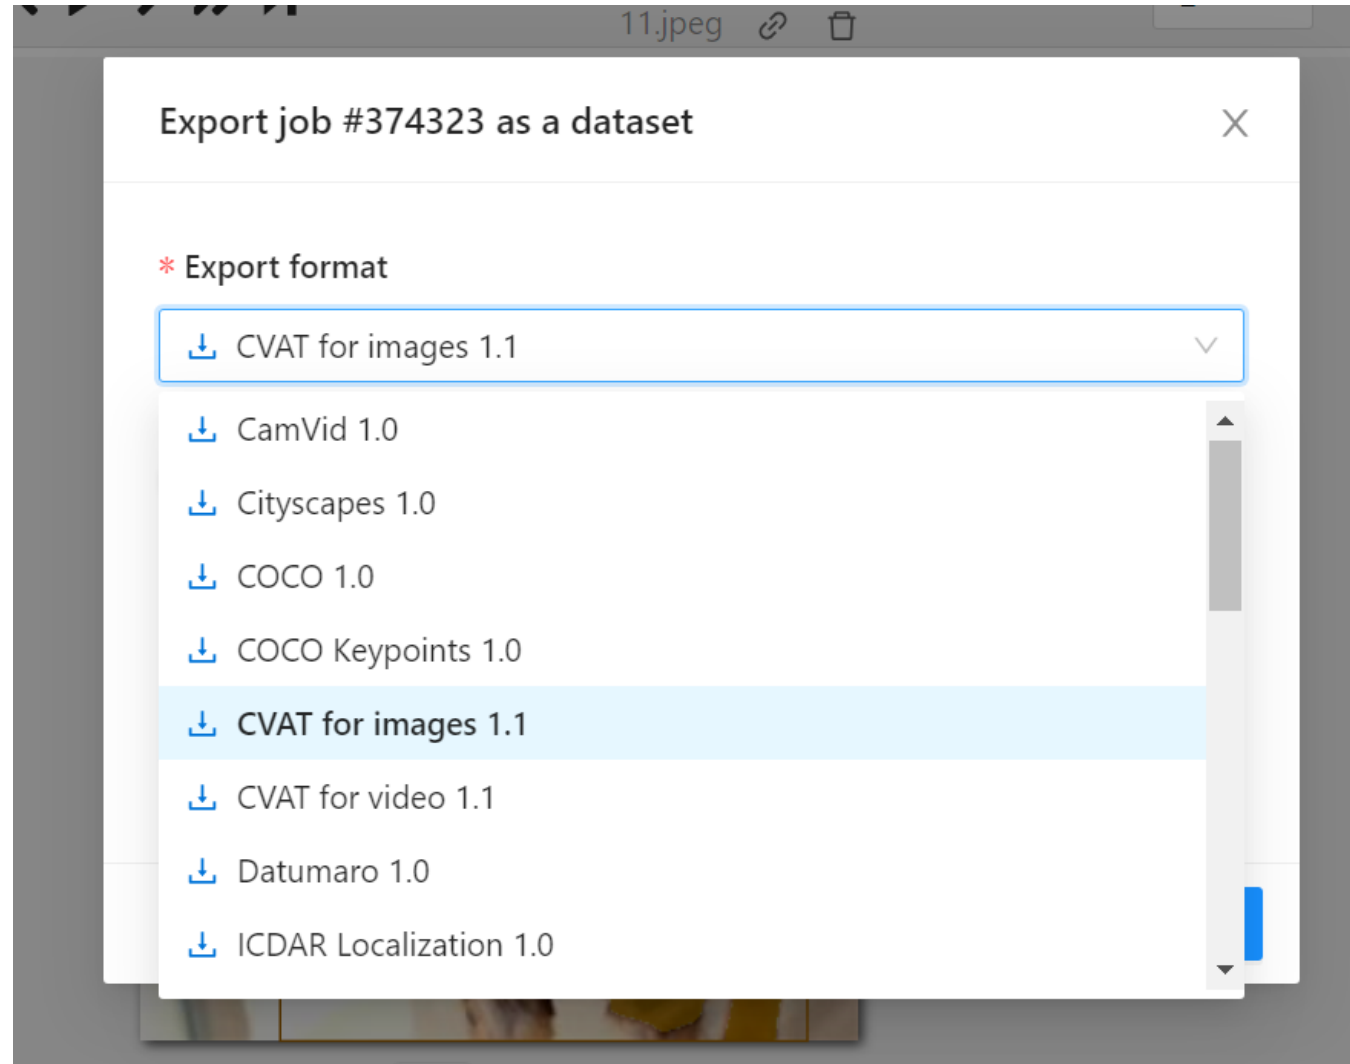 11.jpeg
Export job #374323 as a dataset
* Export format
CVAT for images 1.1
CamVid 1.0
Cityscapes 1.0
COCO 1.0
COCO Keypoints 1.0
CVAT for images 1.1
CVAT for video 1.1
Datumaro 1.0
ICDAR Localization 1.0